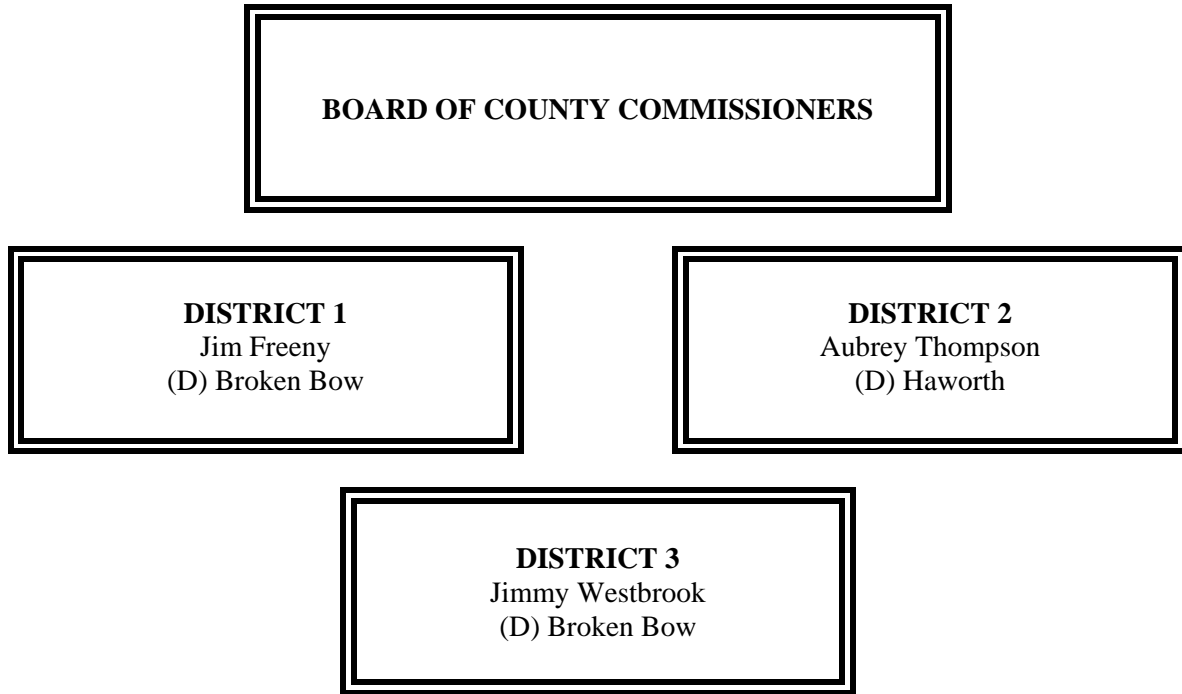 BOARD OF COUNTY COMMISSIONERS
DISTRICT 1
Jim Freeny
(D) Broken Bow
DISTRICT 2
Aubrey Thompson
(D) Haworth
DISTRICT 3
Jimmy Westbrook
(D) Broken Bow